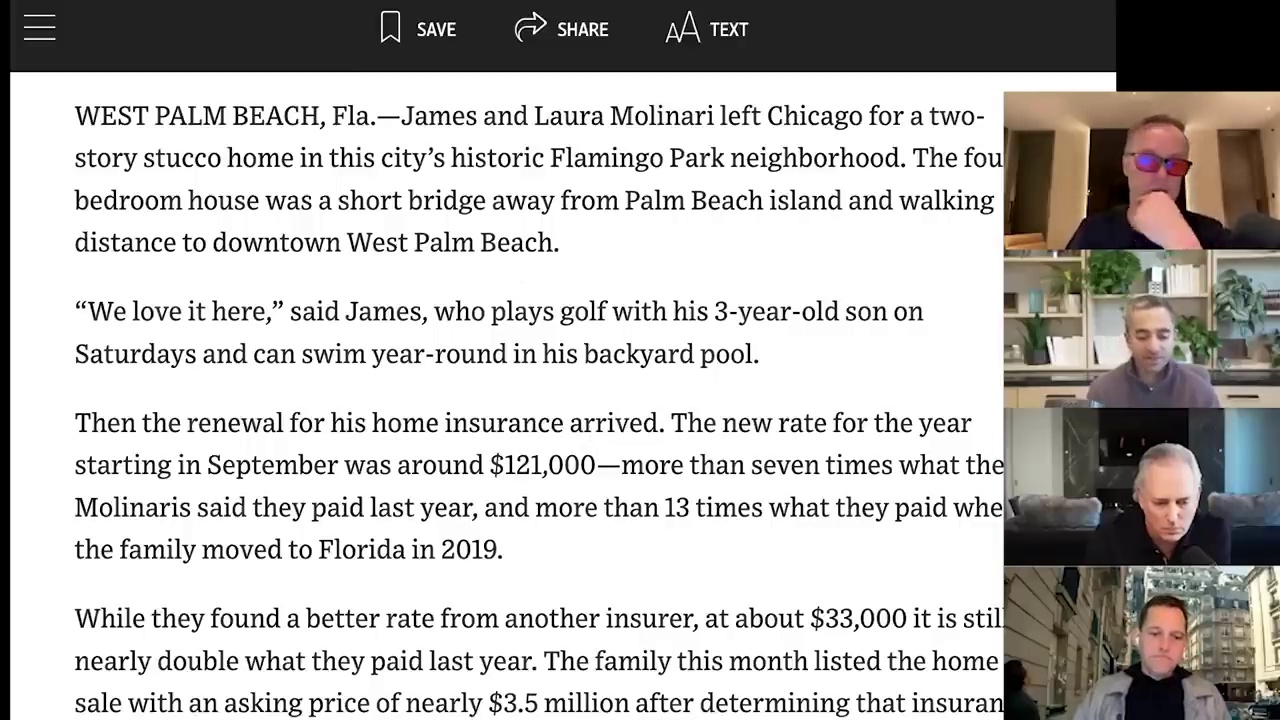 SAVE SHARE TEXT
WEST PALM BEACH, Fla.—James and Laura Molinari left Chicago for a two-
story stucco home in this city’s historic Flamingo Park neighborhood. The fou
bedroom house was a short bridge away from Palm Beach island and walking
distance to downtown West Palm Beach.
“We love it here,” said James, who plays golf with his 3-year-old son on
Saturdays and can swim year-round in his backyard pool.
Then the renewal for his home insurance arrived. The new rate for the year
starting in September was around $121,000—more than seven times what the
Molinaris said they paid last year, and more than 13 times what they paid whe
the family moved to Florida in 2019.
While they found a better rate from another insurer, at about $33,000 it is still
nearly double what they paid last year. The family this month listed the home
sale with an asking price of nearly $3.5 million after determining that insuran